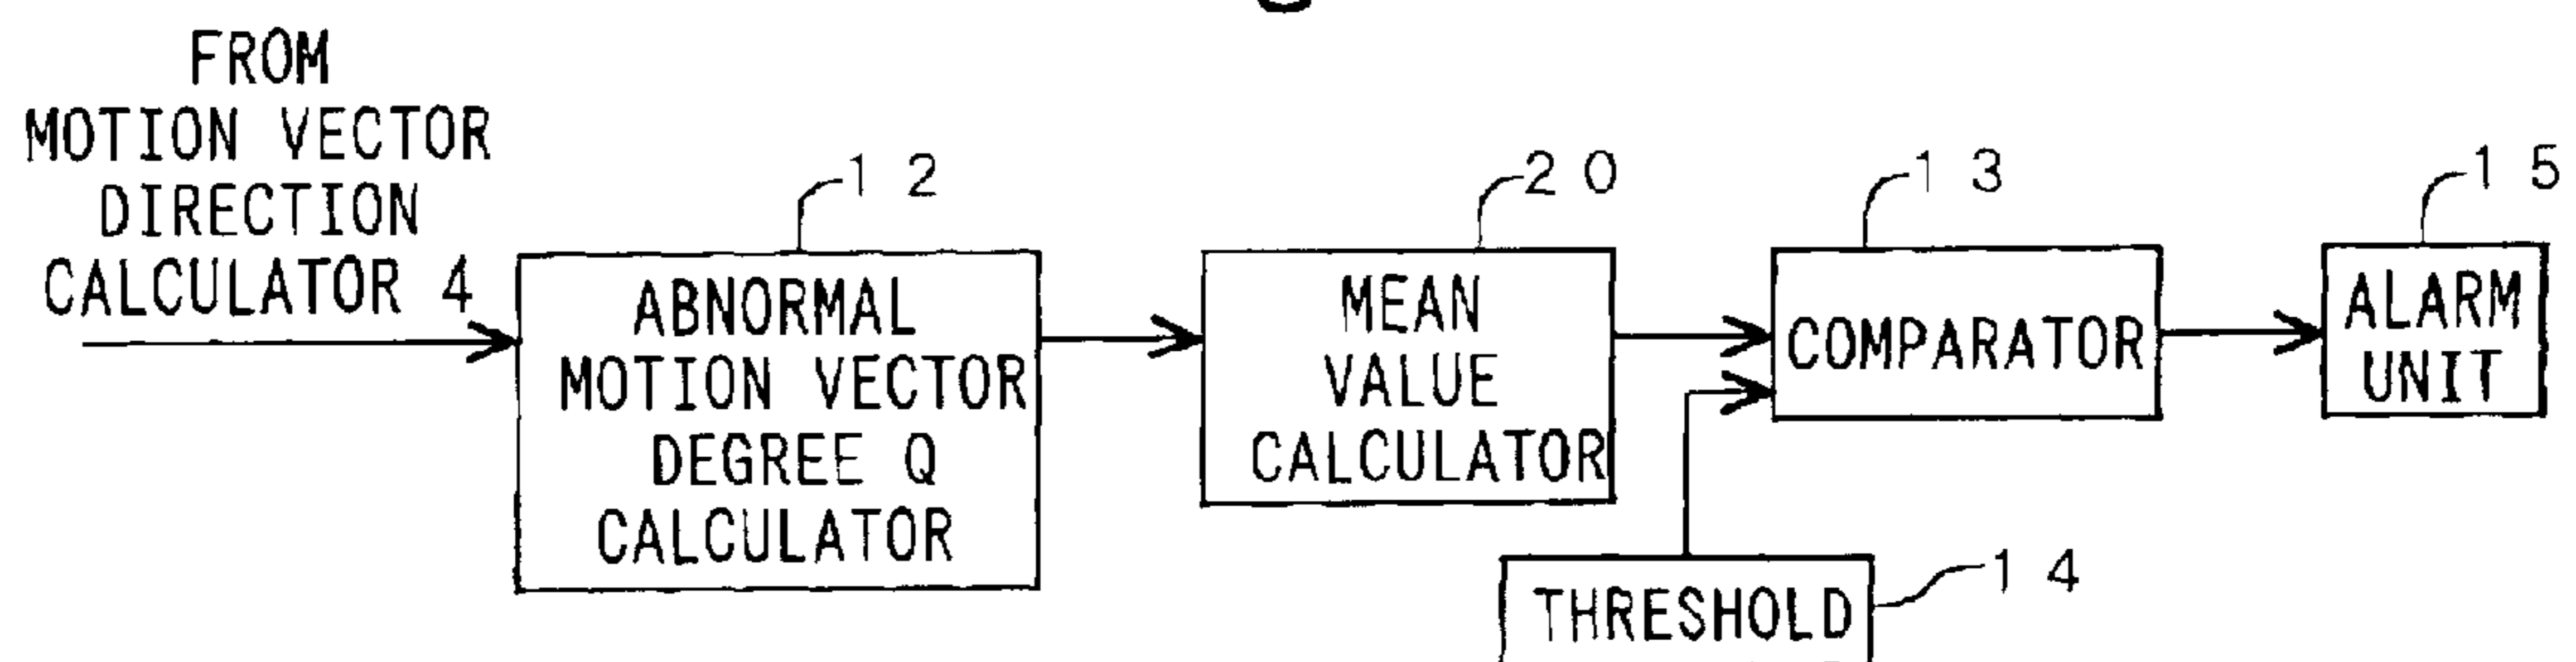 FROM
MOTION VECTOR
DIRECTION
CALCULATOR 4
12
ABNORMAL
MOTION VECTOR
DEGREE Q
CALCULATOR
20
MEAN
VALUE
CALCULATOR
13
COMPARATOR
15
ALARM
UNIT
14
THRESHOLD